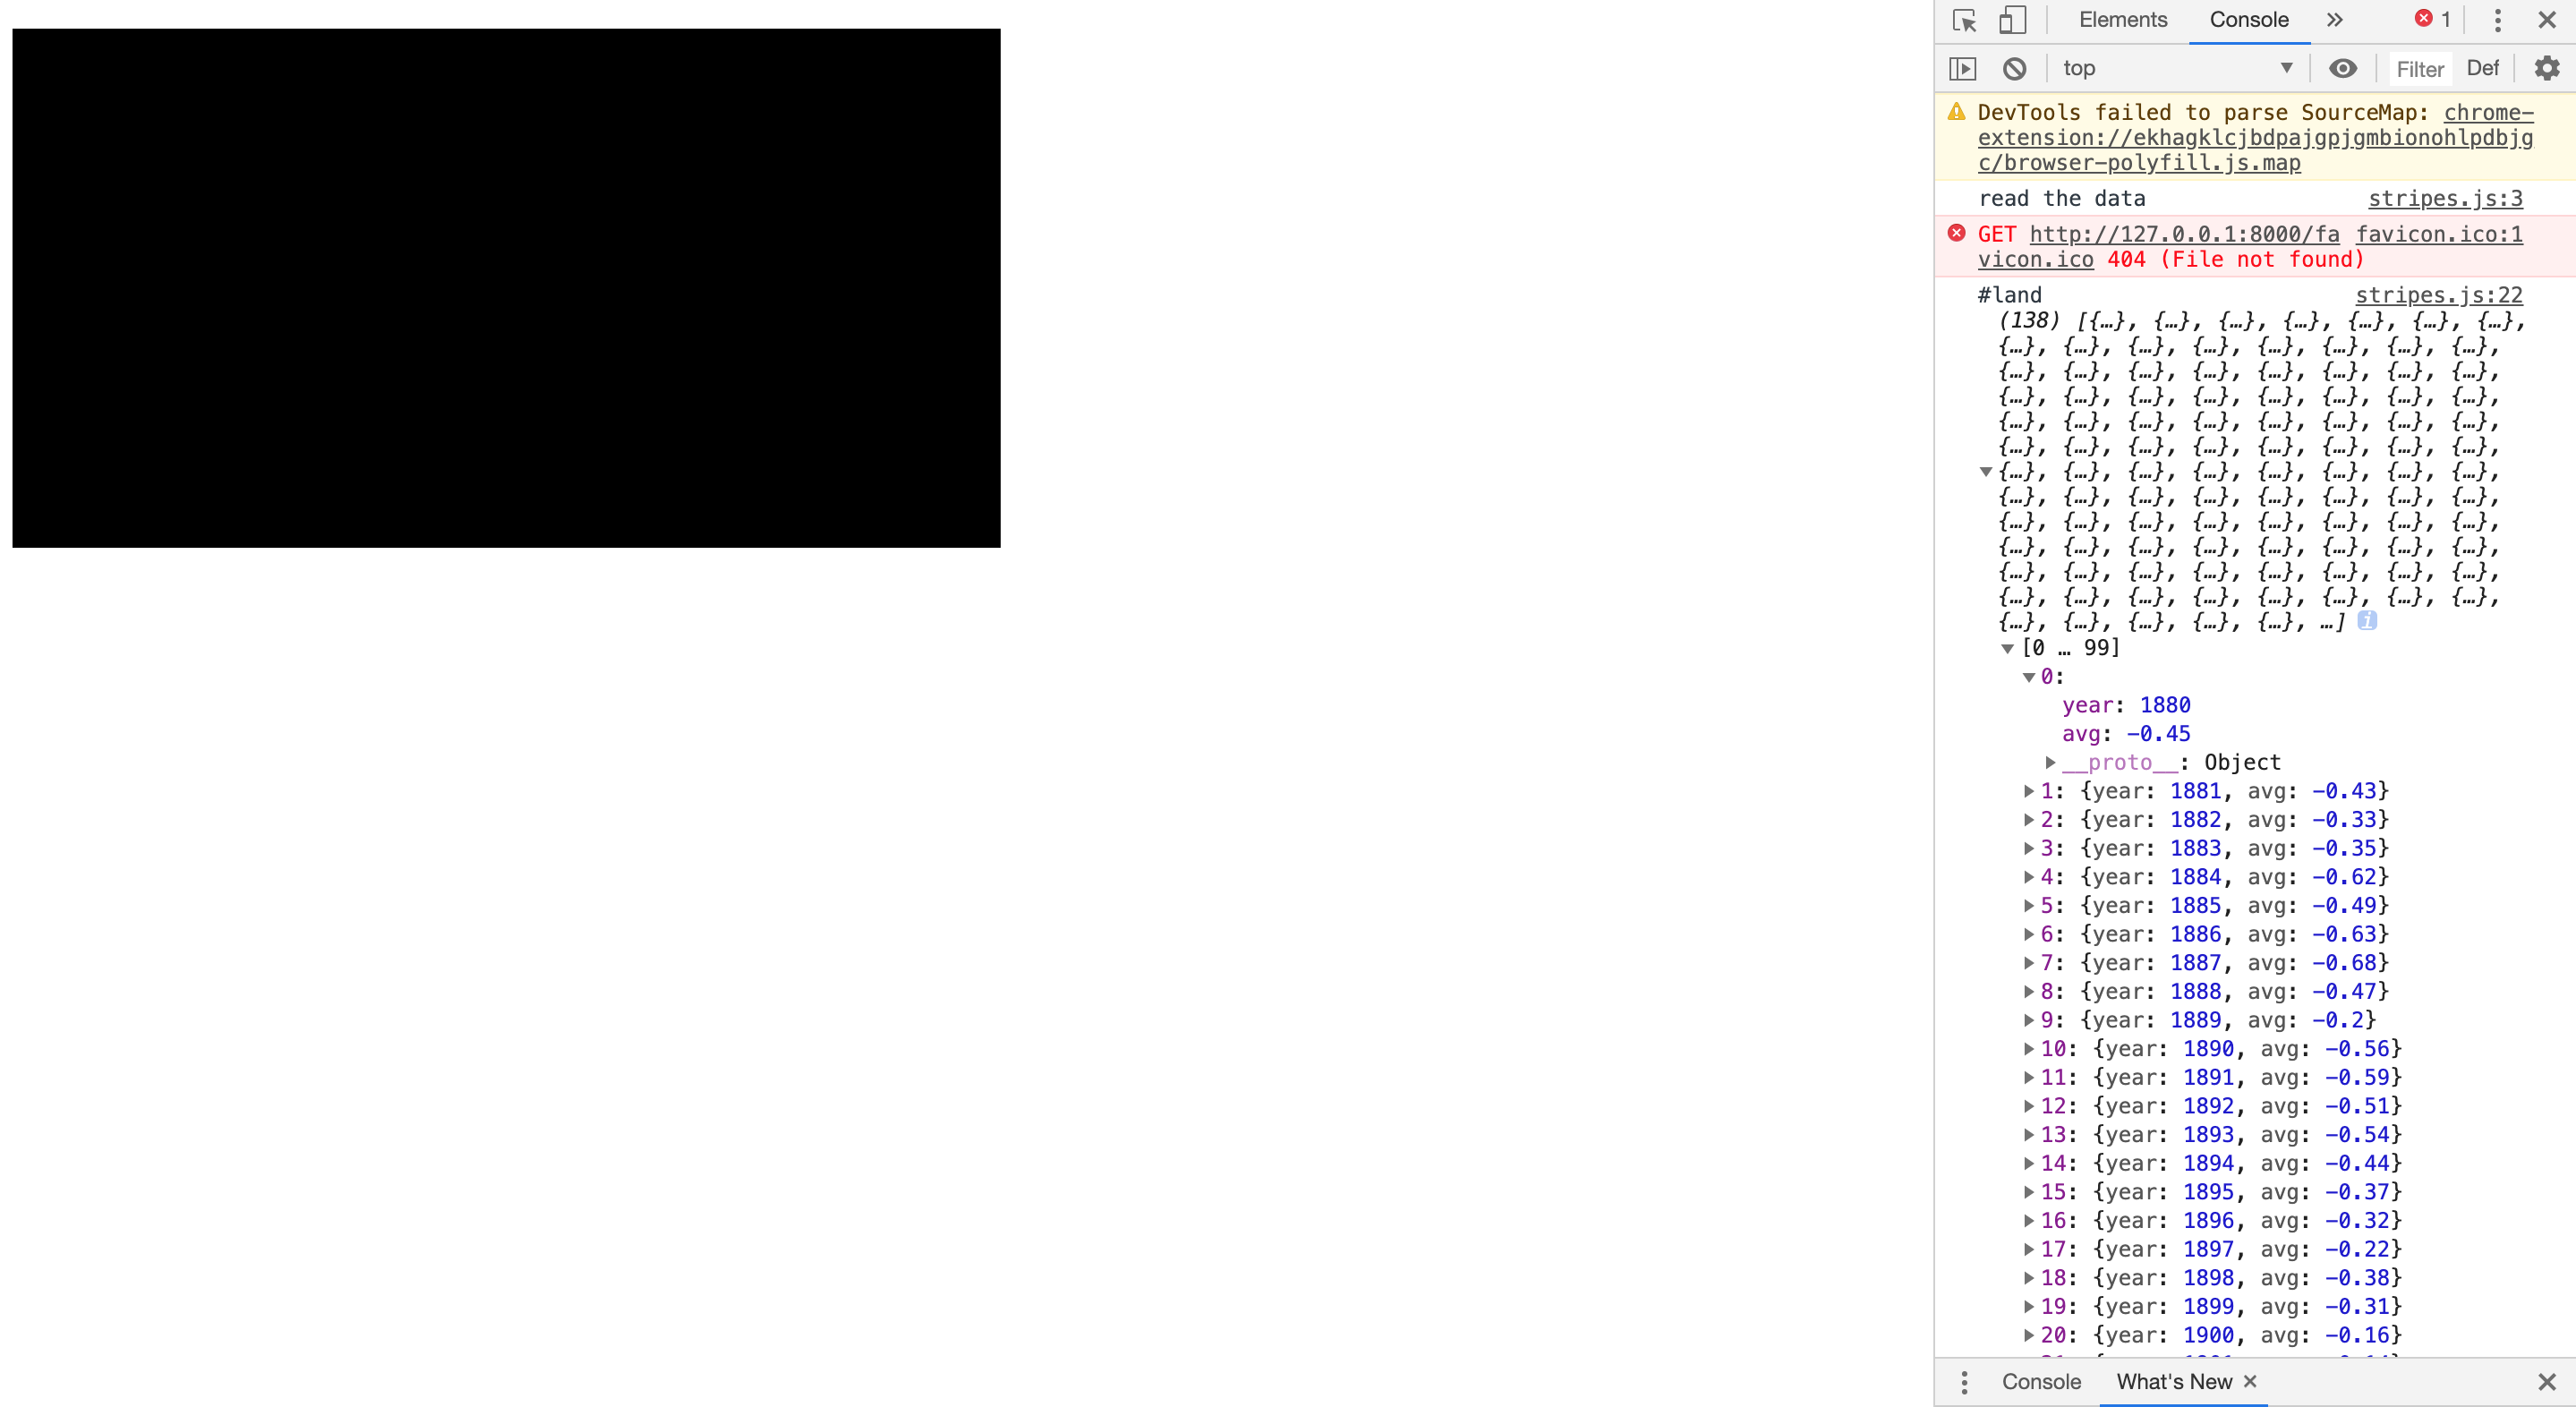 Elements Console » 1
top Filter Def
DevTools failed to parse SourceMap: chrome-
extension://ekhagklcjbdpajgpjgmbionohlpdbjg
c/browser-polyfill.js.map
read the data stripes.js:3
GET http://127.0.0.1:8000/fa favicon.ico:1
vicon.ico 404 (File not found)
#land stripes.js:22
(138) [{…}, {…}, {…}, {…}, {…}, {…}, {…},
{…}, {…}, {…}, {…}, {…}, {…}, {…}, {…},
{…}, {…}, {…}, {…}, {…}, {…}, {…}, {…},
{…}, {…}, {…}, {…}, {…}, {…}, {…}, {…},
{…}, {…}, {…}, {…}, {…}, {…}, {…}, {…},
{…}, {…}, {…}, {…}, {…}, {…}, {…}, {…},
{…}, {…}, {…}, {…}, {…}, {…}, {…}, {…},
{…}, {…}, {…}, {…}, {…}, {…}, {…}, {…},
{…}, {…}, {…}, {…}, {…}, {…}, {…}, {…},
{…}, {…}, {…}, {…}, {…}, {…}, {…}, {…},
{…}, {…}, {…}, {…}, {…}, {…}, {…}, {…},
{…}, {…}, {…}, {…}, {…}, {…}, {…}, {…},
{…}, {…}, {…}, {…}, {…}, …] i
[0 … 99]
0:
year: 1880
avg: -0.45
__proto__: Object
1: {year: 1881, avg: -0.43}
2: {year: 1882, avg: -0.33}
3: {year: 1883, avg: -0.35}
4: {year: 1884, avg: -0.62}
5: {year: 1885, avg: -0.49}
6: {year: 1886, avg: -0.63}
7: {year: 1887, avg: -0.68}
8: {year: 1888, avg: -0.47}
9: {year: 1889, avg: -0.2}
10: {year: 1890, avg: -0.56}
11: {year: 1891, avg: -0.59}
12: {year: 1892, avg: -0.51}
13: {year: 1893, avg: -0.54}
14: {year: 1894, avg: -0.44}
15: {year: 1895, avg: -0.37}
16: {year: 1896, avg: -0.32}
17: {year: 1897, avg: -0.22}
18: {year: 1898, avg: -0.38}
19: {year: 1899, avg: -0.31}
20: {year: 1900, avg: -0.16}
Console What's New